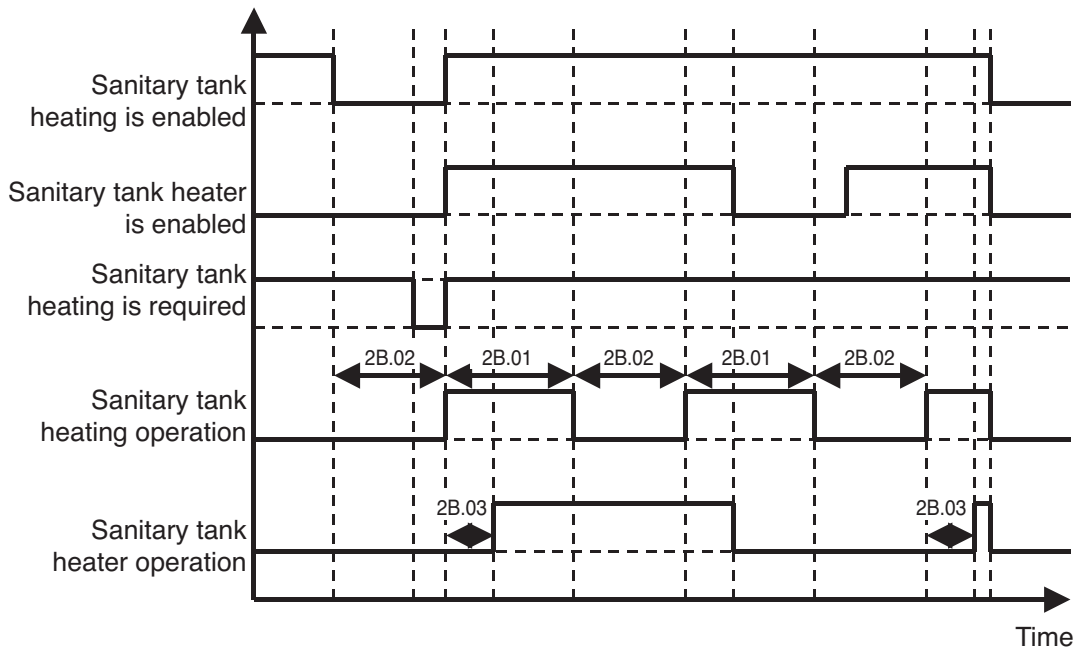 Sanitary tank
heating is enabled
Sanitary tank heater
is enabled
Sanitary tank
heating is required
2B.02
2B.01
2B.02
2B.01
2B.02
Sanitary tank
heating operation
2B.03
2B.03
Sanitary tank
heater operation
Time